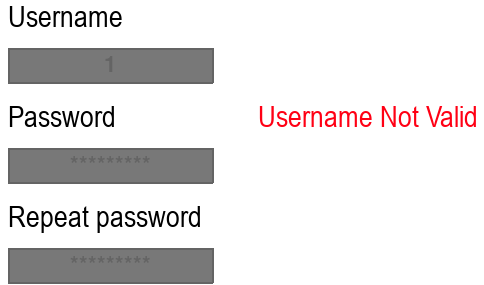 Username
1
Password
Username Not Valid
*********
Repeat password
*********